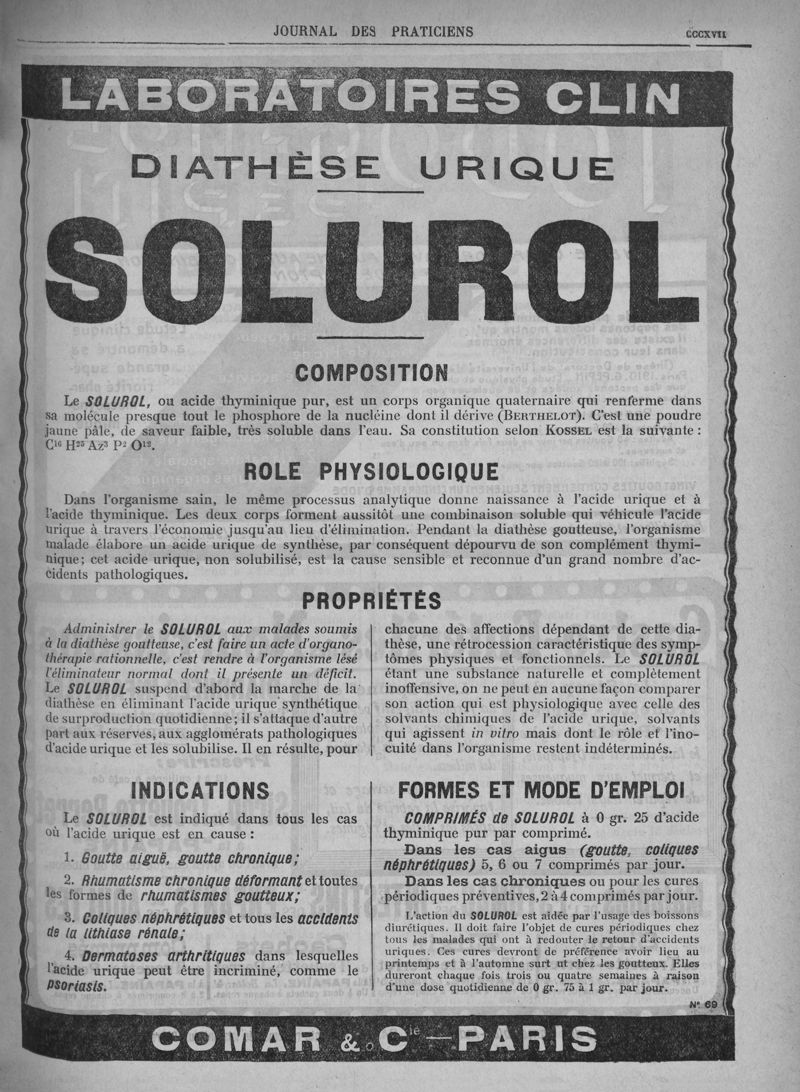 JOURNAL DES PRATICIENS
CCCXVII
LABORATOIRES CLIN
DIATHÈSE URIQUE
SOLUROL
COMPOSITION
Le SOLUROL, ou acide thyminique pur, est un corps organique quaternaire qui renferme dans
sa molécule presque tout le phosphore de la nucléine dont il dérive (BERTHELOT). C'est une poudre
jaune pâle, de saveur faible, très soluble dans l'eau. Sa constitution selon KOSSEL est la suivante :
C¹⁶ H²⁵ Az³ P² O¹².
ROLE PHYSIOLOGIQUE
Dans l'organisme sain, le même processus analytique donne naissance à l'acide urique et à
l'acide thyminique. Les deux corps forment aussitôt une combinaison soluble qui véhicule l'acide
urique à travers l'économie jusqu'au lieu d'élimination. Pendant la diathèse goutteuse, l'organisme
malade élabore un acide urique de synthèse, par conséquent dépourvu de son complément thymi-
nique; cet acide urique, non solubilisé, est la cause sensible et reconnue d'un grand nombre d'ac-
cidents pathologiques.
PROPRIÉTÉS
Administrer le SOLUROL aux malades soumis
à la diathèse goutteuse, c'est faire un acte d'organo-
thérapie rationnelle, c'est rendre à l'organisme lésé
l'éliminateur normal dont il présente un déficit.
Le SOLUROL suspend d'abord la marche de la
diathèse en éliminant l'acide urique synthétique
de surproduction quotidienne; il s'attaque d'autre
part aux réserves, aux agglomérats pathologiques
d'acide urique et les solubilise. Il en résulte, pour
chacune des affections dépendant de cette dia-
thèse, une rétrocession caractéristique des symp-
tômes physiques et fonctionnels. Le SOLUROL
étant une substance naturelle et complètement
inoffensive, on ne peut en aucune façon comparer
son action qui est physiologique avec celle des
solvants chimiques de l'acide urique, solvants
qui agissent in vitro mais dont le rôle et l'ino-
cuité dans l'organisme restent indéterminés.
INDICATIONS
Le SOLUROL est indiqué dans tous les cas
où l'acide urique est en cause :
1. Goutte aiguë, goutte chronique;
2. Rhumatisme chronique déformant et toutes
les formes de rhumatismes goutteux;
3. Coliques néphrétiques et tous les accidents
de la lithiase rénale;
4. Dermatoses arthritiques dans lesquelles
l'acide urique peut être incriminé, comme le
psoriasis.
FORMES ET MODE D'EMPLOI
COMPRIMÉS de SOLUROL à 0 gr. 25 d'acide
thyminique pur par comprimé.
Dans les cas aigus (goutte, coliques
néphrétiques) 5, 6 ou 7 comprimés par jour.
Dans les cas chroniques ou pour les cures
périodiques préventives, 2 à 4 comprimés par jour.
L'action du SOLUROL est aidée par l'usage des boissons
diurétiques. Il doit faire l'objet de cures périodiques chez
tous les malades qui ont à redouter le retour d'accidents
uriques. Ces cures devront de préférence avoir lieu au
printemps et à l'automne surt ut chez les goutteux. Elles
dureront chaque fois trois ou quatre semaines à raison
d'une dose quotidienne de 0 gr. 75 à 1 gr. par jour.
N° 69
COMAR & Cie — PARIS